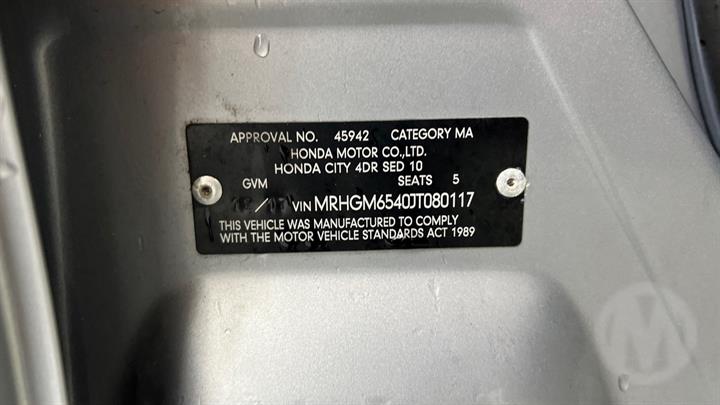 APPROVAL NO. 45942 CATEGORY MA
HONDA MOTOR CO.,LTD.
HONDA CITY 4DR SED 10
GVM SEATS 5
VIN MRHGM6540JT080117
THIS VEHICLE WAS MANUFACTURED TO COMPLY
WITH THE MOTOR VEHICLE STANDARDS ACT 1989
M